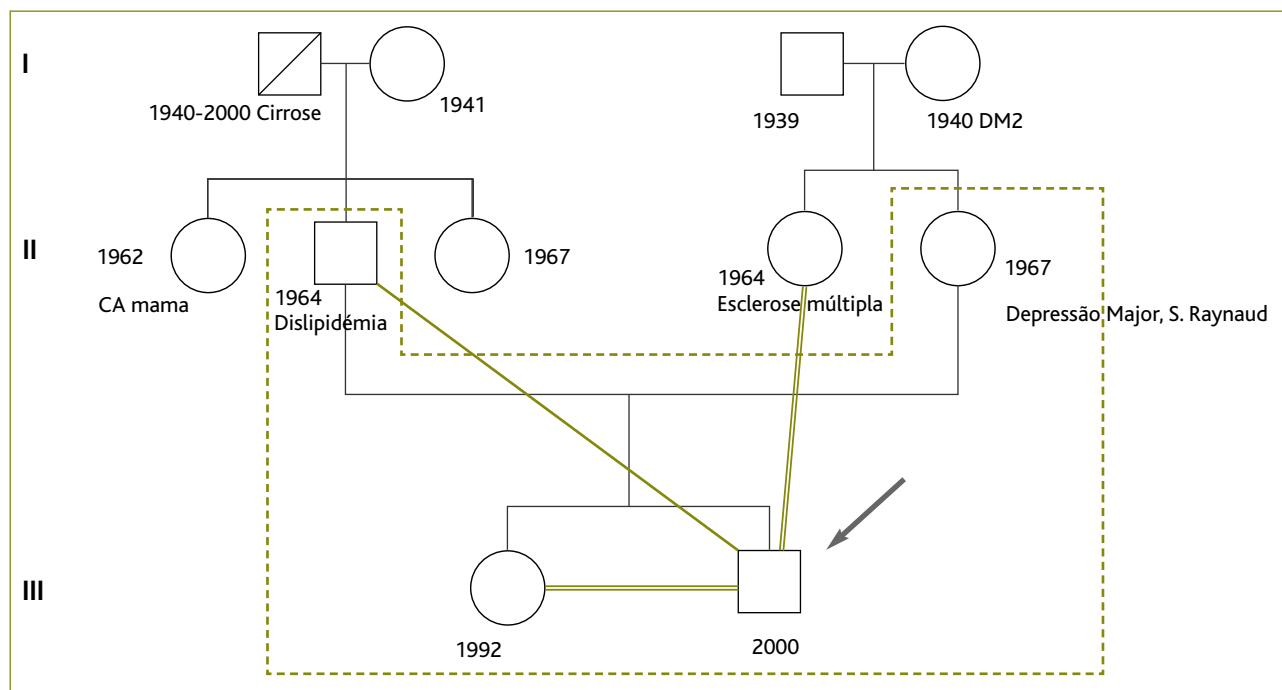 I
1940-2000 Cirrose
1941
1939
1940 DM2
II
1962
CA mama
1964
Dislipidémia
1967
1964
Esclerose múltipla
1967
Depressão Major, S. Raynaud
III
1992
2000